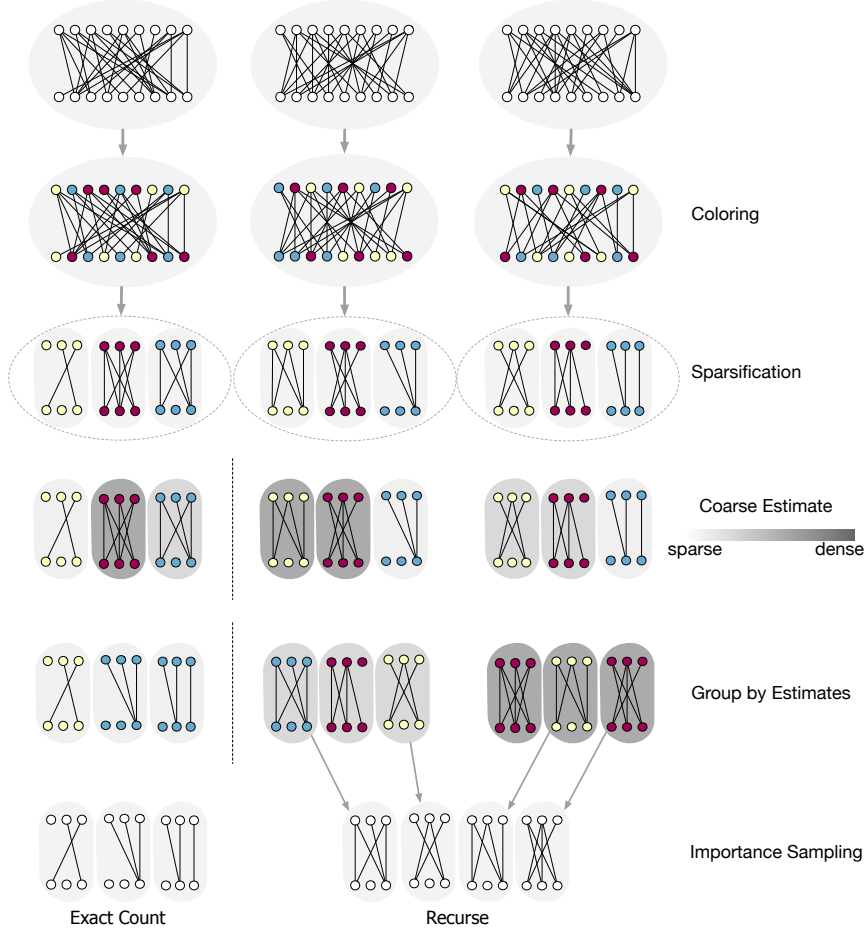 Coloring
Sparsification
Coarse Estimate
sparse dense
Group by Estimates
Importance Sampling
Exact Count
Recurse